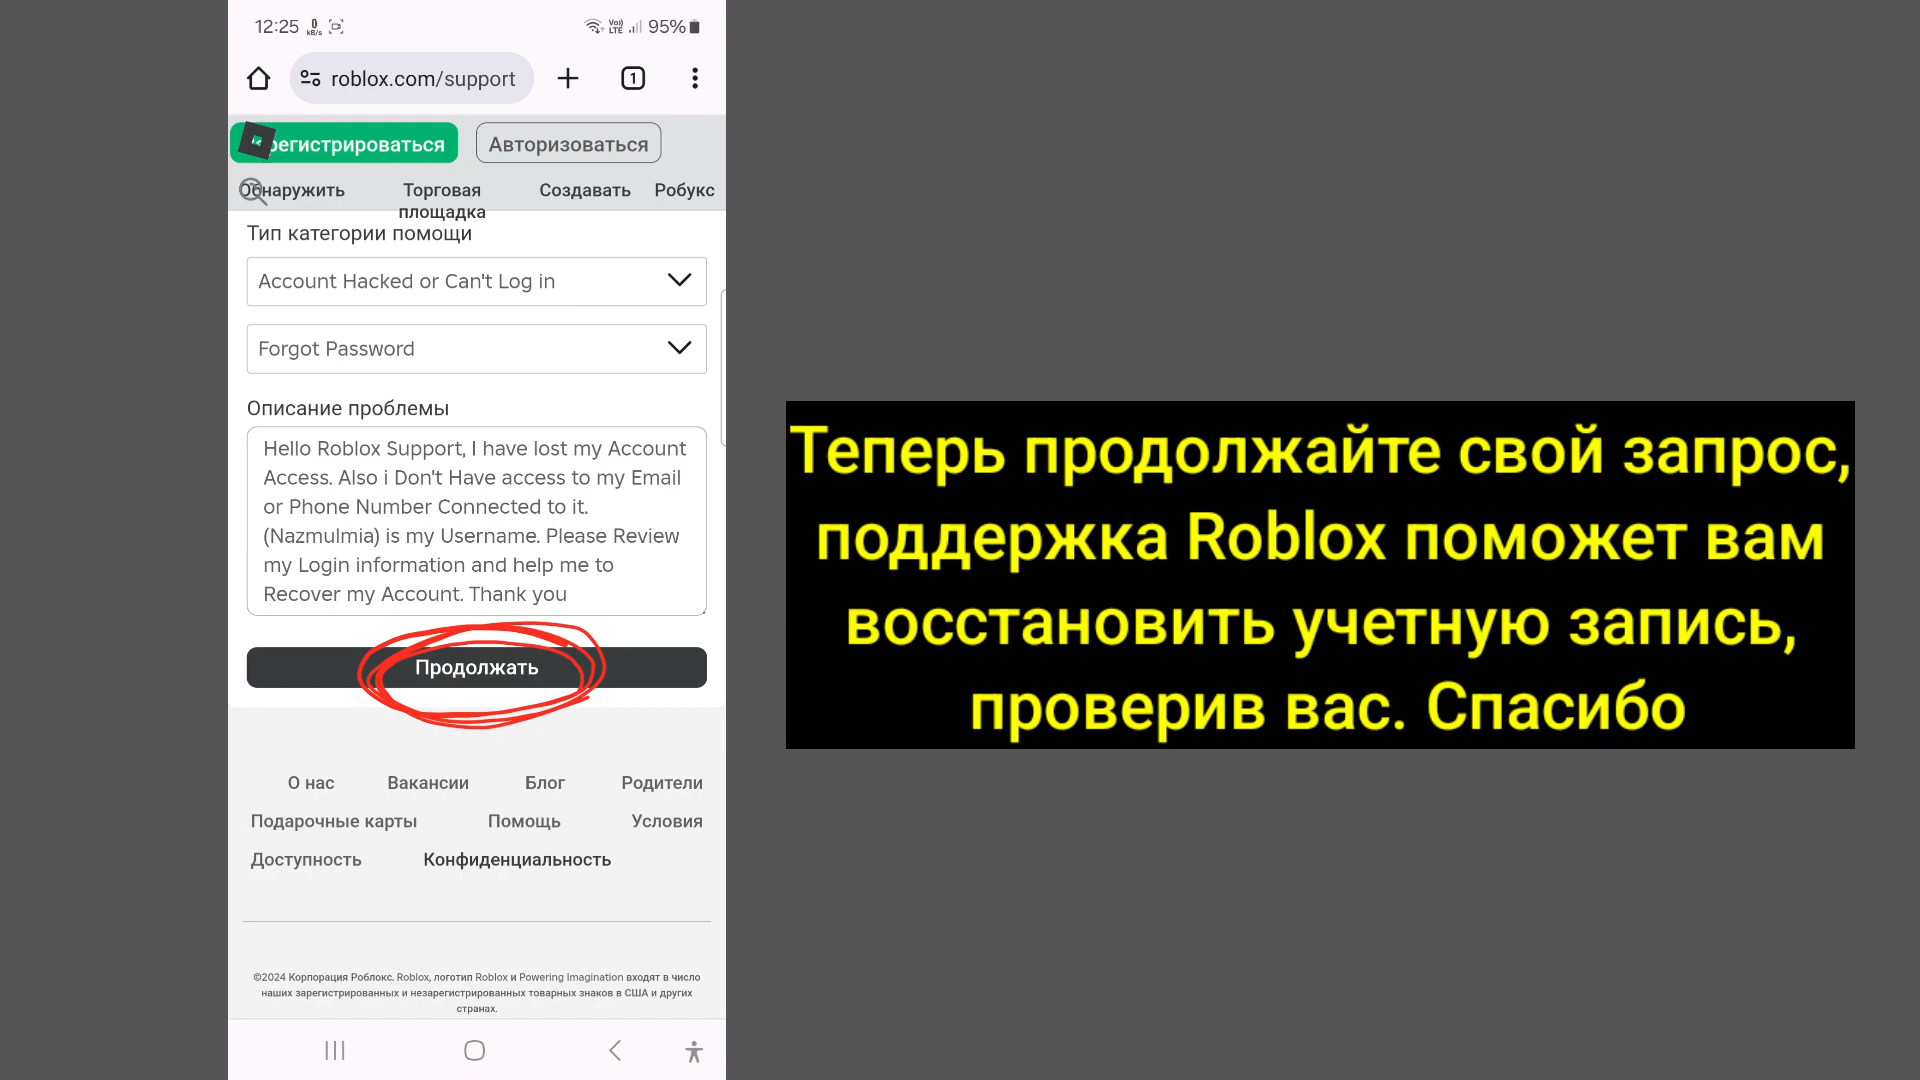 12:25
0
kB/s
Vo))
LTE
95%
roblox.com/support
1
регистрироваться
Авторизоваться
Обнаружить
Торговая
площадка
Создавать
Робукс
Тип категории помощи
Account Hacked or Can't Log in
Forgot Password
Описание проблемы
Hello Roblox Support, I have lost my Account
Access. Also i Don't Have access to my Email
or Phone Number Connected to it.
(Nazmulmia) is my Username. Please Review
my Login information and help me to
Recover my Account. Thank you
Продолжать
О нас
Вакансии
Блог
Родители
Подарочные карты
Помощь
Условия
Доступность
Конфиденциальность
©2024 Корпорация Роблокс. Roblox, логотип Roblox и Powering Imagination входят в число
наших зарегистрированных и незарегистрированных товарных знаков в США и других
странах.
Теперь продолжайте свой запрос,
поддержка Roblox поможет вам
восстановить учетную запись,
проверив вас. Спасибо